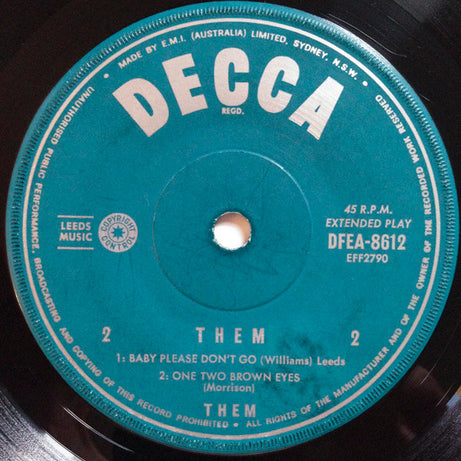 • MADE BY E.M.I. (AUSTRALIA) LIMITED, SYDNEY, N.S.W. •
DECCA
REGD.
LEEDS
MUSIC
COPYRIGHT
CONTROL
45 R.P.M.
EXTENDED PLAY
DFEA-8612
EFF2790
2 THEM 2
1: BABY PLEASE DON'T GO (Williams) Leeds
2: ONE TWO BROWN EYES
(Morrison)
THEM
UNAUTHORISED PUBLIC PERFORMANCE, BROADCASTING AND COPYING OF THIS RECORD PROHIBITED • ALL RIGHTS OF THE MANUFACTURER AND OF THE OWNER OF THE RECORDED WORK RESERVED